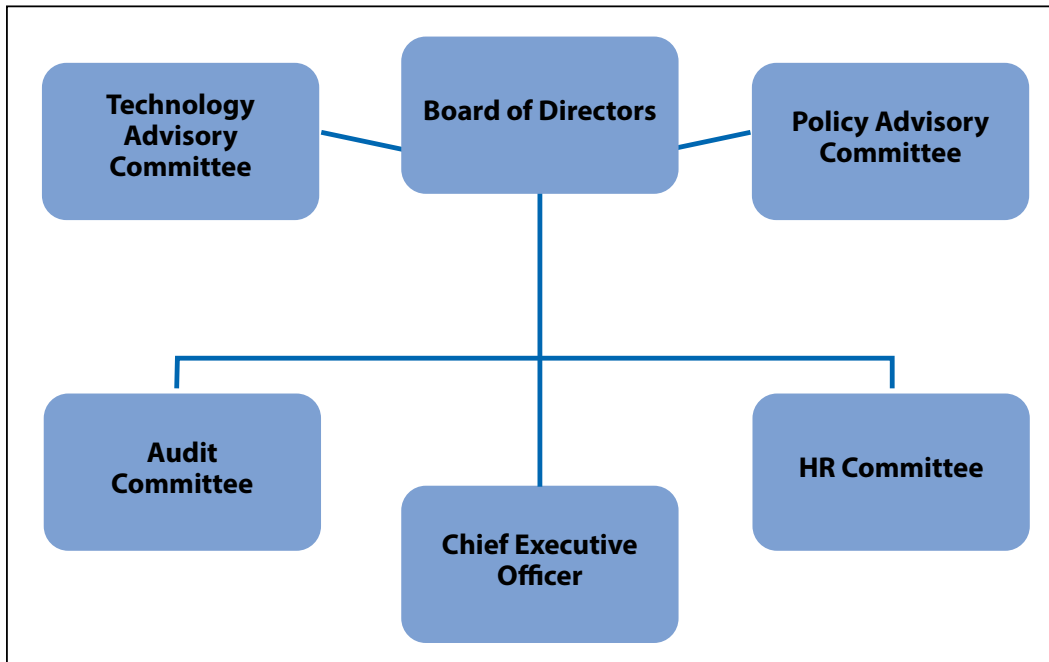 Technology
Advisory
Committee
Board of Directors
Policy Advisory
Committee
Audit
Committee
HR Committee
Chief Executive
Officer